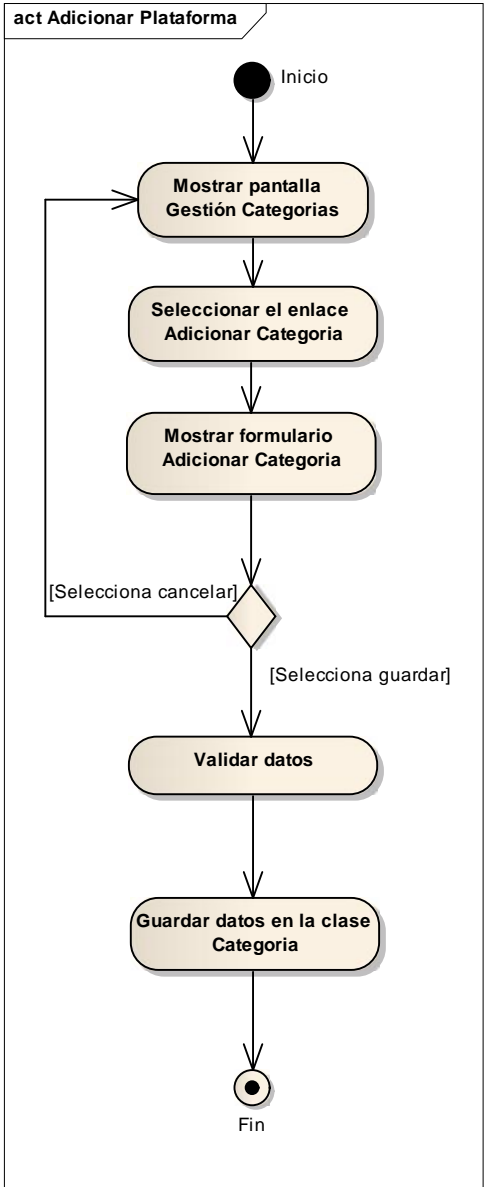 act Adicionar Plataforma
Inicio
Mostrar pantalla
Gestión Categorias
Seleccionar el enlace
Adicionar Categoria
Mostrar formulario
Adicionar Categoria
[Selecciona cancelar]
[Selecciona guardar]
Validar datos
Guardar datos en la clase
Categoria
Fin